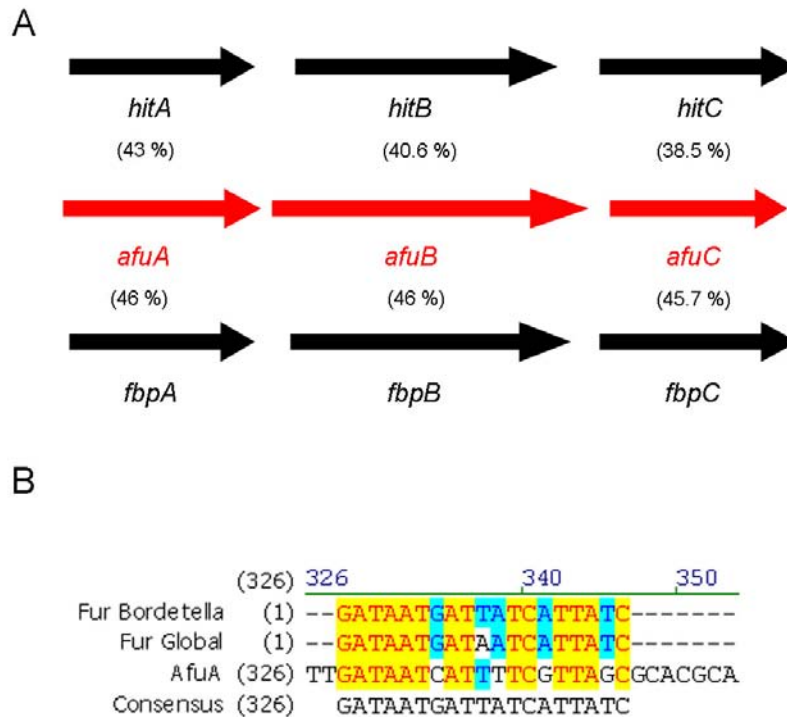 A
hitA hitB hitC
(43 %) (40.6 %) (38.5 %)
afuA afuB afuC
(46 %) (46 %) (45.7 %)
fbpA fbpB fbpC
B
(326) 326 340 350
Fur Bordetella (1) --GATAATGATTATCATTATC-------
Fur Global (1) --GATAATGATAATCATTATC-------
AfuA (326) TTGATAATCATTTTCGTTAGCGCACGCA
Consensus (326) GATAATGATTATCATTATC